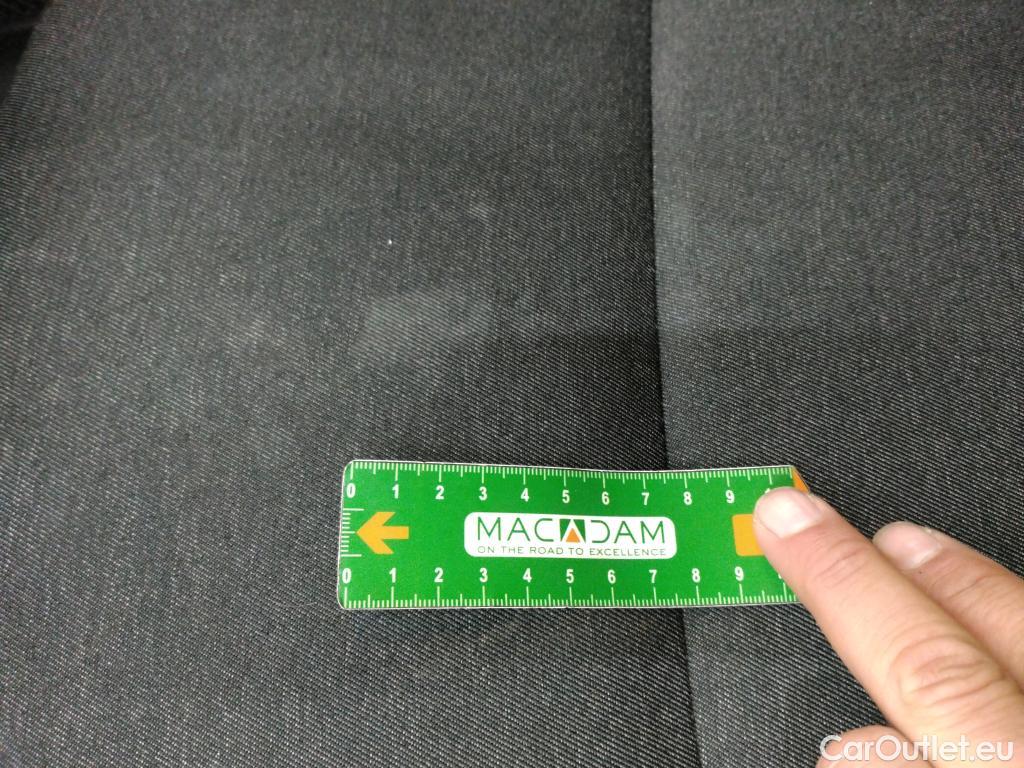 0 1 2 3 4 5 6 7 8 9
MACADAM
ON THE ROAD TO EXCELLENCE
0 1 2 3 4 5 6 7 8 9
CarOutlet.eu